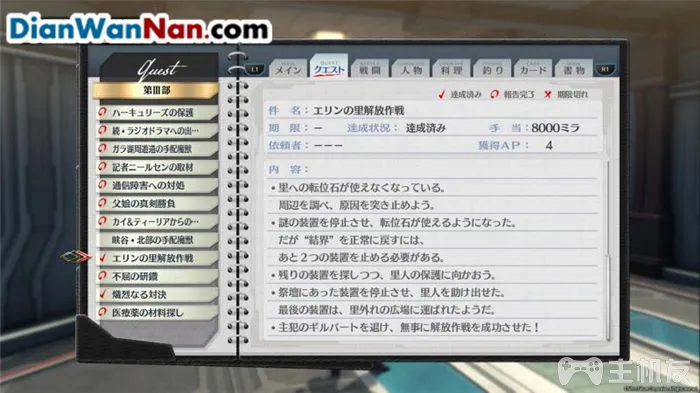 DianWanNan.com
quest
第III部
ハーキュリーズの保護
続・ラジオドラマへの出…
ガラ湖周遊道の手配魔獣
記者ニールセンの取材
通信障害への対処
父娘の真剣勝負
カイ&ティーリアからの…
峡谷・北部の手配魔獣
エリンの里解放作戦
不屈の研鑽
熾烈なる対決
医療薬の材料探し
L1
メイン
QUEST
クエスト
戦闘
人物
料理
釣り
カード
書物
R1
達成済み 報告完了 期限切れ
件 名：エリンの里解放作戦
期 限：－ 達成状況： 達成済み 手 当：8000ミラ
依頼者：－－－ 獲得AP： 4
内 容：
・里への転位石が使えなくなっている。
周辺を調べ、原因を突き止めよう。
・謎の装置を停止させ、転位石が使えるようになった。
だが“結界”を正常に戻すには、
あと２つの装置を止める必要がある。
・残りの装置を探しつつ、里人の保護に向かおう。
・祭壇にあった装置を停止させ、里人を助け出せた。
最後の装置は、里外れの広場に運ばれたようだ。
・主犯のギルバートを退け、無事に解放作戦を成功させた！
主机友